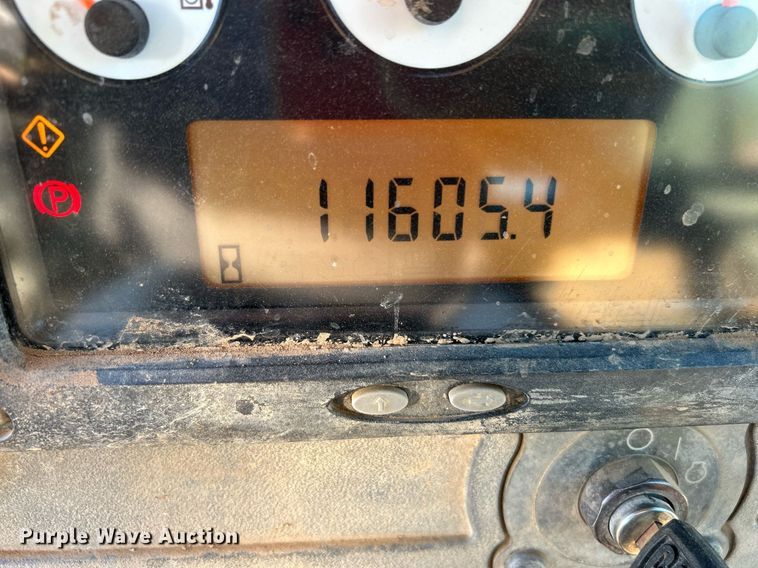 P
11605.4
O I
Purple Wave Auction